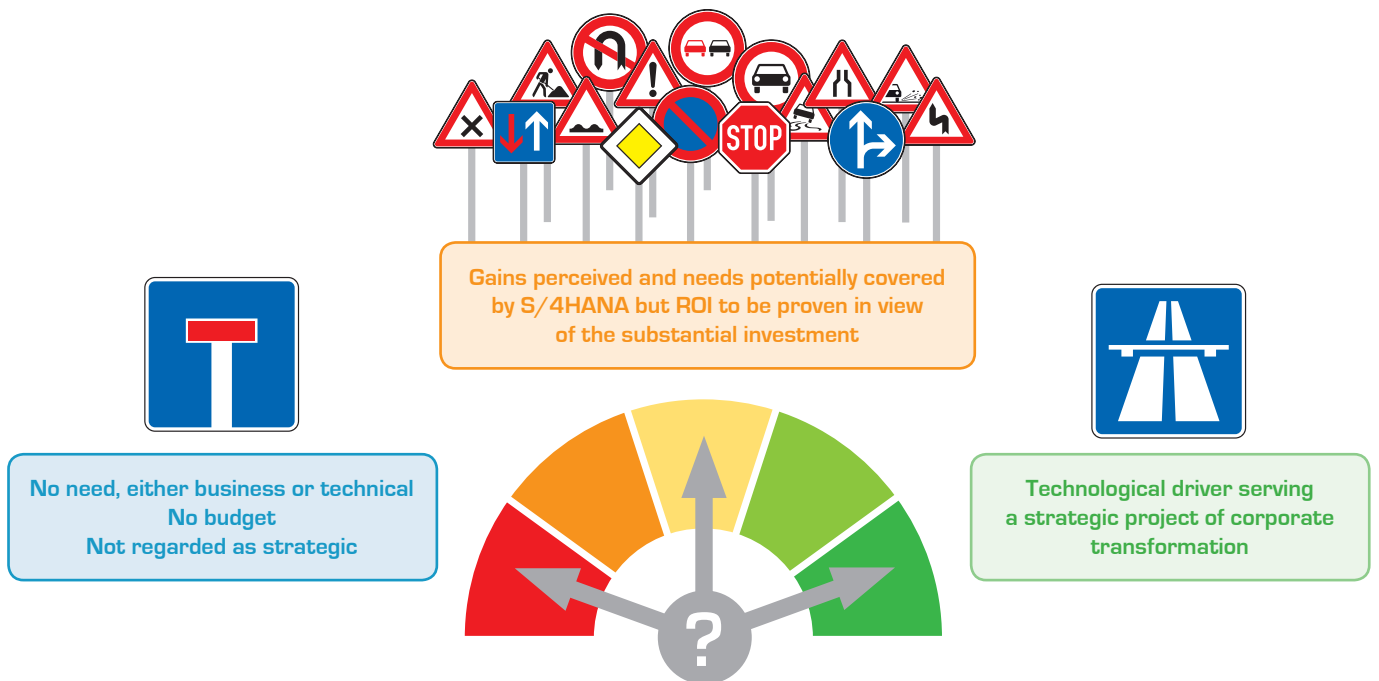 STOP
Gains perceived and needs potentially covered
by S/4HANA but ROI to be proven in view
of the substantial investment
No need, either business or technical
No budget
Not regarded as strategic
Technological driver serving
a strategic project of corporate
transformation
?